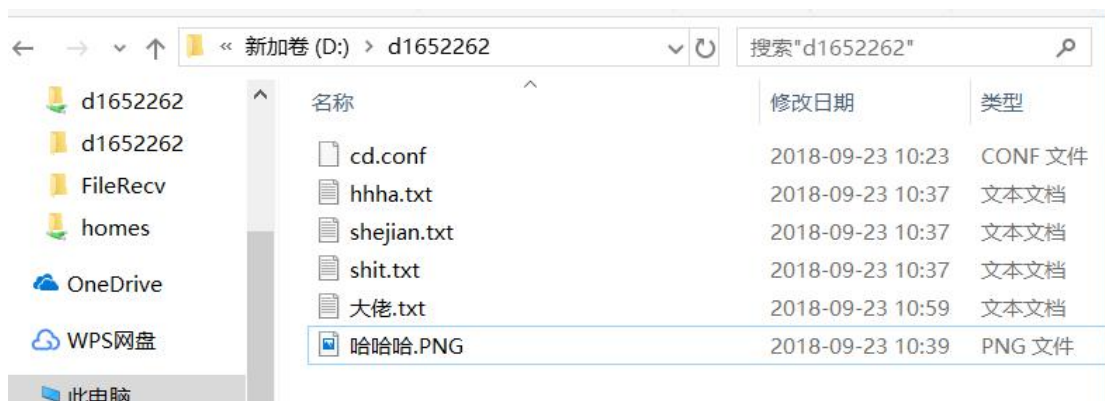 « 新加卷 (D:) > d1652262
搜索"d1652262"
d1652262
d1652262
FileRecv
homes
OneDrive
WPS网盘
此电脑
名称 修改日期 类型
cd.conf 2018-09-23 10:23 CONF 文件
hhha.txt 2018-09-23 10:37 文本文档
shejian.txt 2018-09-23 10:37 文本文档
shit.txt 2018-09-23 10:37 文本文档
大佬.txt 2018-09-23 10:59 文本文档
哈哈哈.PNG 2018-09-23 10:39 PNG 文件